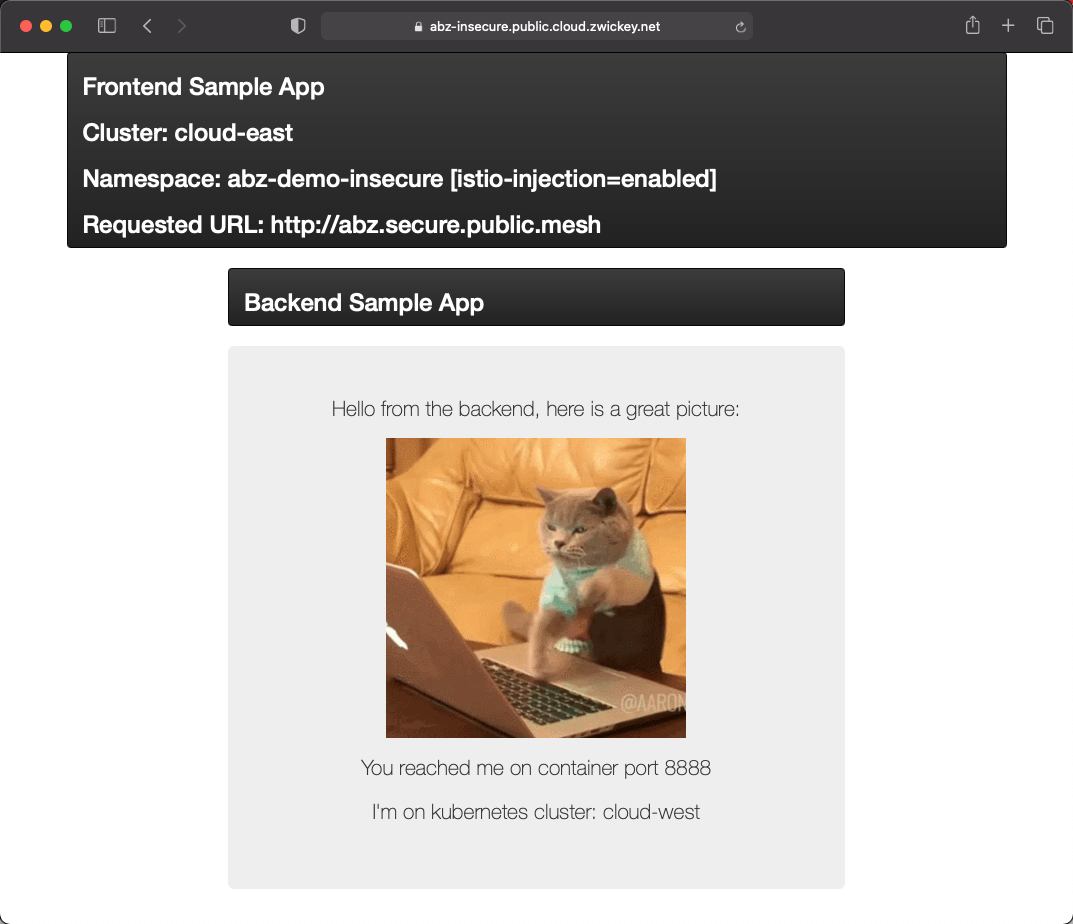 abz-insecure.public.cloud.zwickey.net
Frontend Sample App
Cluster: cloud-east
Namespace: abz-demo-insecure [istio-injection=enabled]
Requested URL: http://abz.secure.public.mesh
Backend Sample App
Hello from the backend, here is a great picture:
@AARON
You reached me on container port 8888
I'm on kubernetes cluster: cloud-west